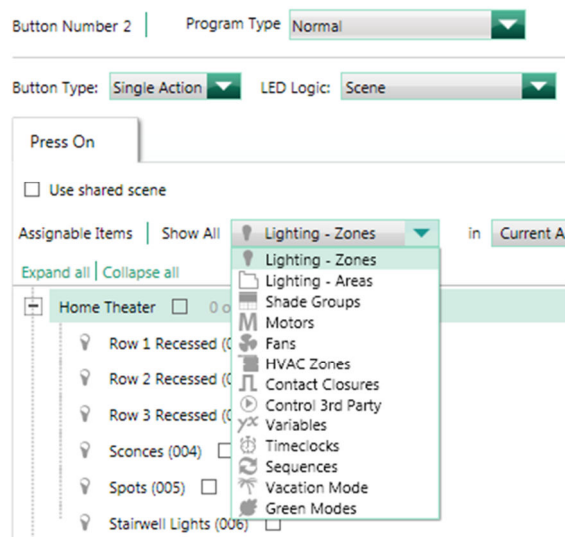 Button Number 2 Program Type Normal
Button Type: Single Action LED Logic: Scene
Press On
Use shared scene
Assignable Items Show All Lighting - Zones in Current A
Expand all Collapse all
Lighting - Zones
Lighting - Areas
Shade Groups
Motors
Fans
HVAC Zones
Contact Closures
Control 3rd Party
Variables
Timeclocks
Sequences
Vacation Mode
Green Modes
Home Theater 0 o
Row 1 Recessed (0
Row 2 Recessed (0
Row 3 Recessed (0
Sconces (004)
Spots (005)
Stairwell Lights (006)